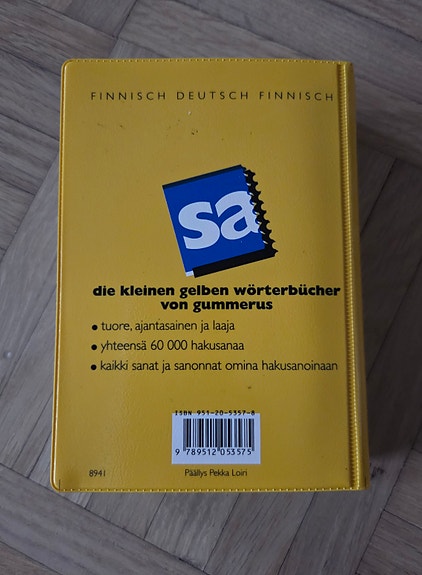 FINNISCH DEUTSCH FINNISCH
sa
die kleinen gelben wörterbücher
von gummerus
• tuore, ajantasainen ja laaja
• yhteensä 60 000 hakusanaa
• kaikki sanat ja sanonnat omina hakusanoinaan
ISBN 951-20-5357-8
9 789512 053575
8941 Päällys Pekka Loiri